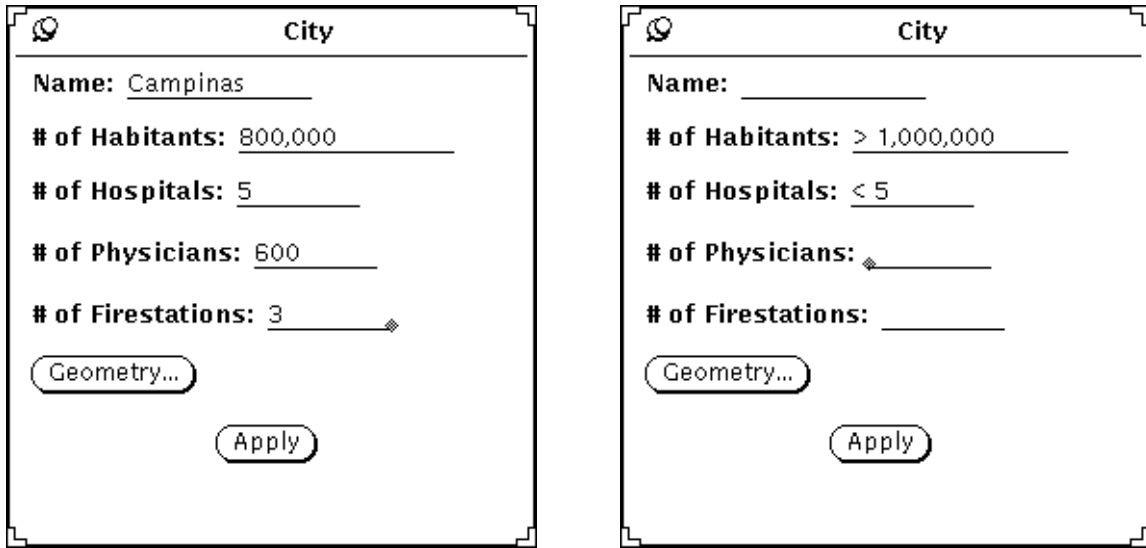 City
Name: Campinas
# of Habitants: 800,000
# of Hospitals: 5
# of Physicians: 600
# of Firestations: 3
Geometry...
Apply
City
Name:
# of Habitants: > 1,000,000
# of Hospitals: < 5
# of Physicians:
# of Firestations:
Geometry...
Apply